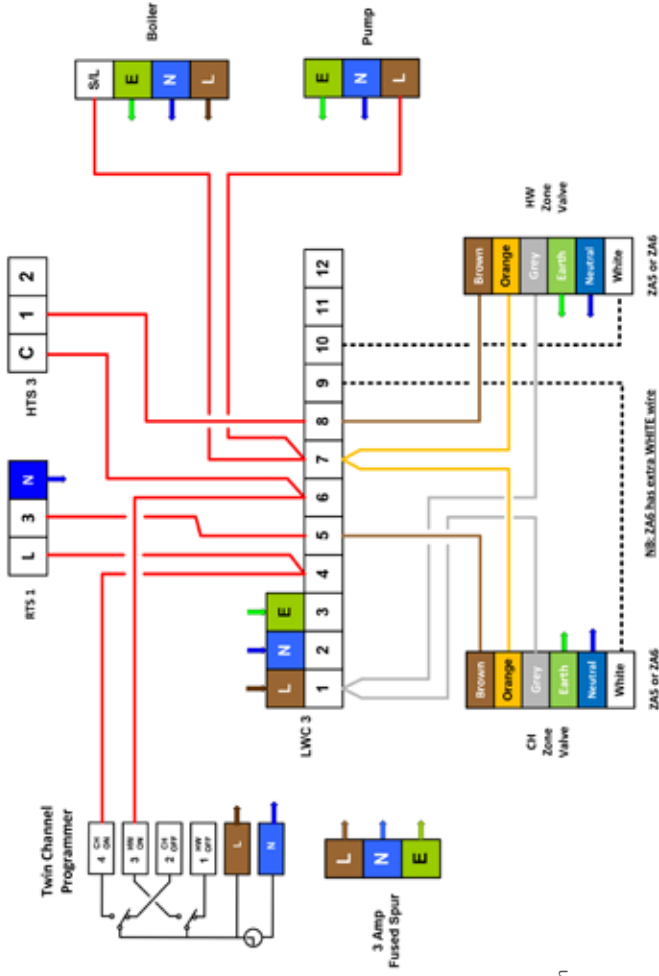 Boiler
S/L
E
N
L
Pump
E
N
L
HTS 3
C
1
2
RTS 1
L
3
N
Twin Channel
Programmer
4 CH ON
3 HW ON
2 CH OFF
1 HW OFF
L
N
3 Amp
Fused Spur
L
N
E
LWC 3
L
N
E
1
2
3
4
5
6
7
8
9
10
11
12
CH
Zone
Valve
Brown
Orange
Grey
Earth
Neutral
White
ZA5 or ZA6
HW
Zone
Valve
Brown
Orange
Grey
Earth
Neutral
White
ZA5 or ZA6
NB: ZA6 has extra WHITE wire